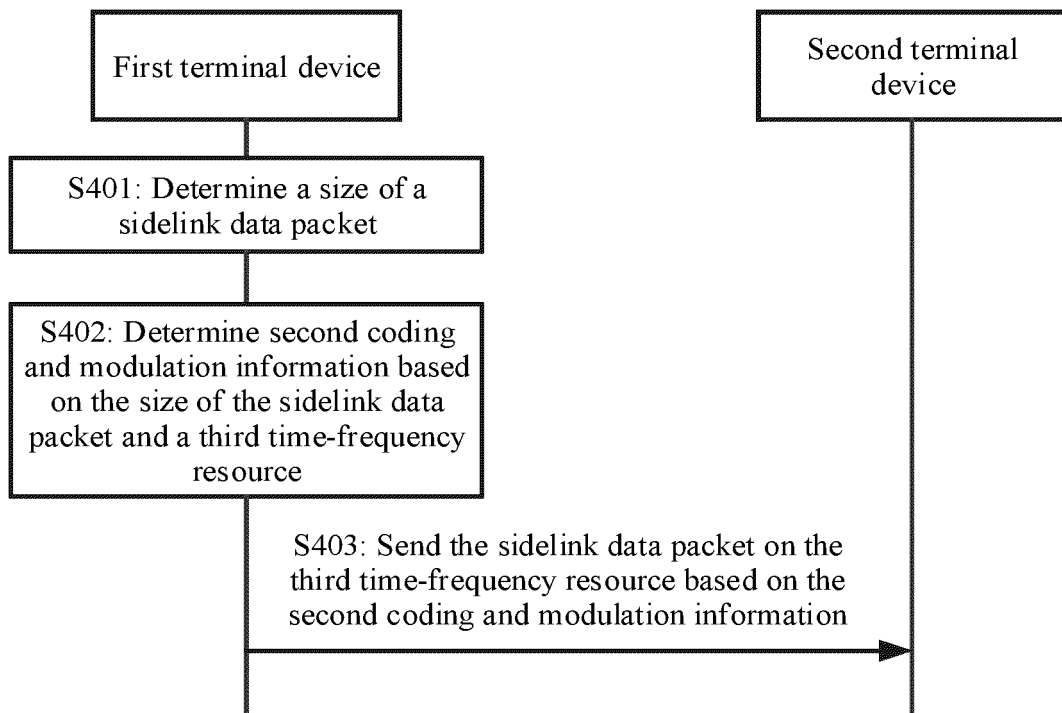 First terminal device
Second terminal
device
S401: Determine a size of a
sidelink data packet
S402: Determine second coding
and modulation information based
on the size of the sidelink data
packet and a third time-frequency
resource
S403: Send the sidelink data packet on the
third time-frequency resource based on the
second coding and modulation information